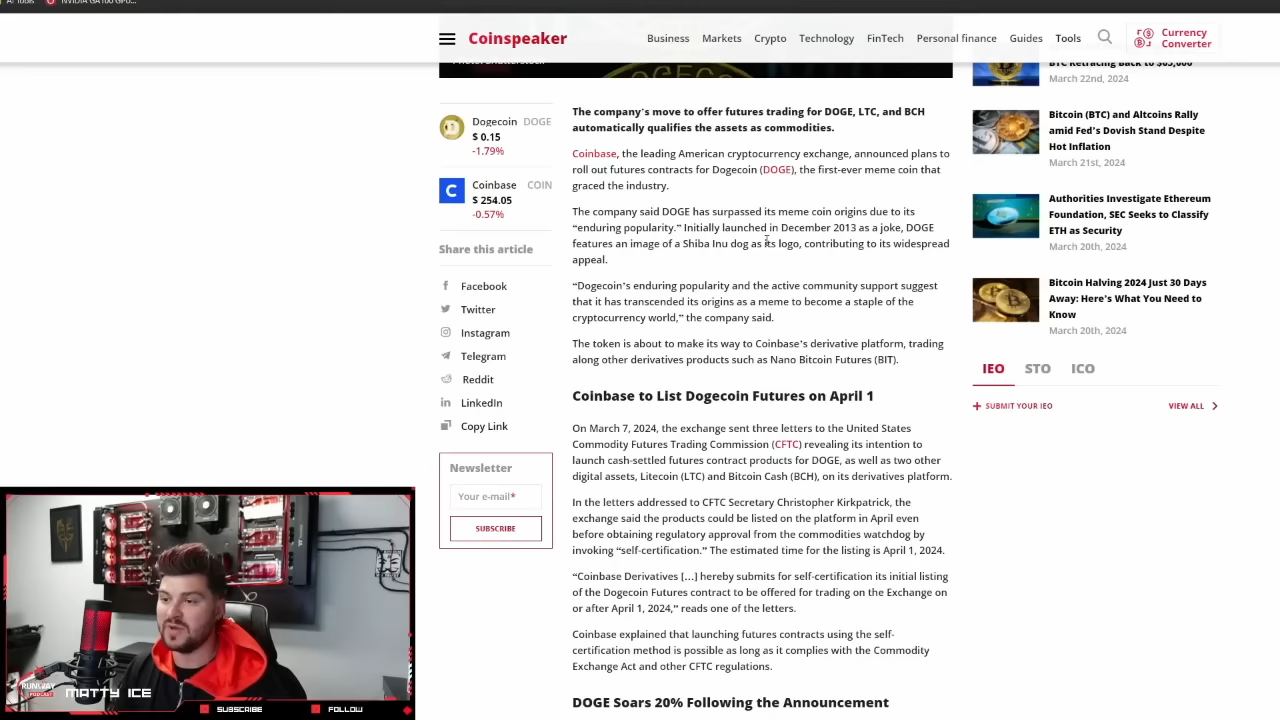 Coinspeaker
Business
Markets
Crypto
Technology
FinTech
Personal finance
Guides
Tools
Currency
Converter
Dogecoin DOGE
$ 0.15
-1.79%
Coinbase COIN
$ 254.05
-0.57%
Share this article
Facebook
Twitter
Instagram
Telegram
Reddit
LinkedIn
Copy Link
Newsletter
Your e-mail*
SUBSCRIBE
The company's move to offer futures trading for DOGE, LTC, and BCH
automatically qualifies the assets as commodities.
Coinbase, the leading American cryptocurrency exchange, announced plans to
roll out futures contracts for Dogecoin (DOGE), the first-ever meme coin that
graced the industry.
The company said DOGE has surpassed its meme coin origins due to its
“enduring popularity.” Initially launched in December 2013 as a joke, DOGE
features an image of a Shiba Inu dog as its logo, contributing to its widespread
appeal.
“Dogecoin's enduring popularity and the active community support suggest
that it has transcended its origins as a meme to become a staple of the
cryptocurrency world,” the company said.
The token is about to make its way to Coinbase's derivative platform, trading
along other derivatives products such as Nano Bitcoin Futures (BIT).
Coinbase to List Dogecoin Futures on April 1
On March 7, 2024, the exchange sent three letters to the United States
Commodity Futures Trading Commission (CFTC) revealing its intention to
launch cash-settled futures contract products for DOGE, as well as two other
digital assets, Litecoin (LTC) and Bitcoin Cash (BCH), on its derivatives platform.
In the letters addressed to CFTC Secretary Christopher Kirkpatrick, the
exchange said the products could be listed on the platform in April even
before obtaining regulatory approval from the commodities watchdog by
invoking “self-certification.” The estimated time for the listing is April 1, 2024.
“Coinbase Derivatives [...] hereby submits for self-certification its initial listing
of the Dogecoin Futures contract to be offered for trading on the Exchange on
or after April 1, 2024,” reads one of the letters.
Coinbase explained that launching futures contracts using the self-
certification method is possible as long as it complies with the Commodity
Exchange Act and other CFTC regulations.
DOGE Soars 20% Following the Announcement
BTC Retracing Back to $65,000
March 22nd, 2024
Bitcoin (BTC) and Altcoins Rally
amid Fed's Dovish Stand Despite
Hot Inflation
March 21st, 2024
Authorities Investigate Ethereum
Foundation, SEC Seeks to Classify
ETH as Security
March 20th, 2024
Bitcoin Halving 2024 Just 30 Days
Away: Here's What You Need to
Know
March 20th, 2024
IEO STO ICO
+ SUBMIT YOUR IEO
VIEW ALL
RUNWAY
PODCAST
MATTY ICE
SUBSCRIBE
FOLLOW